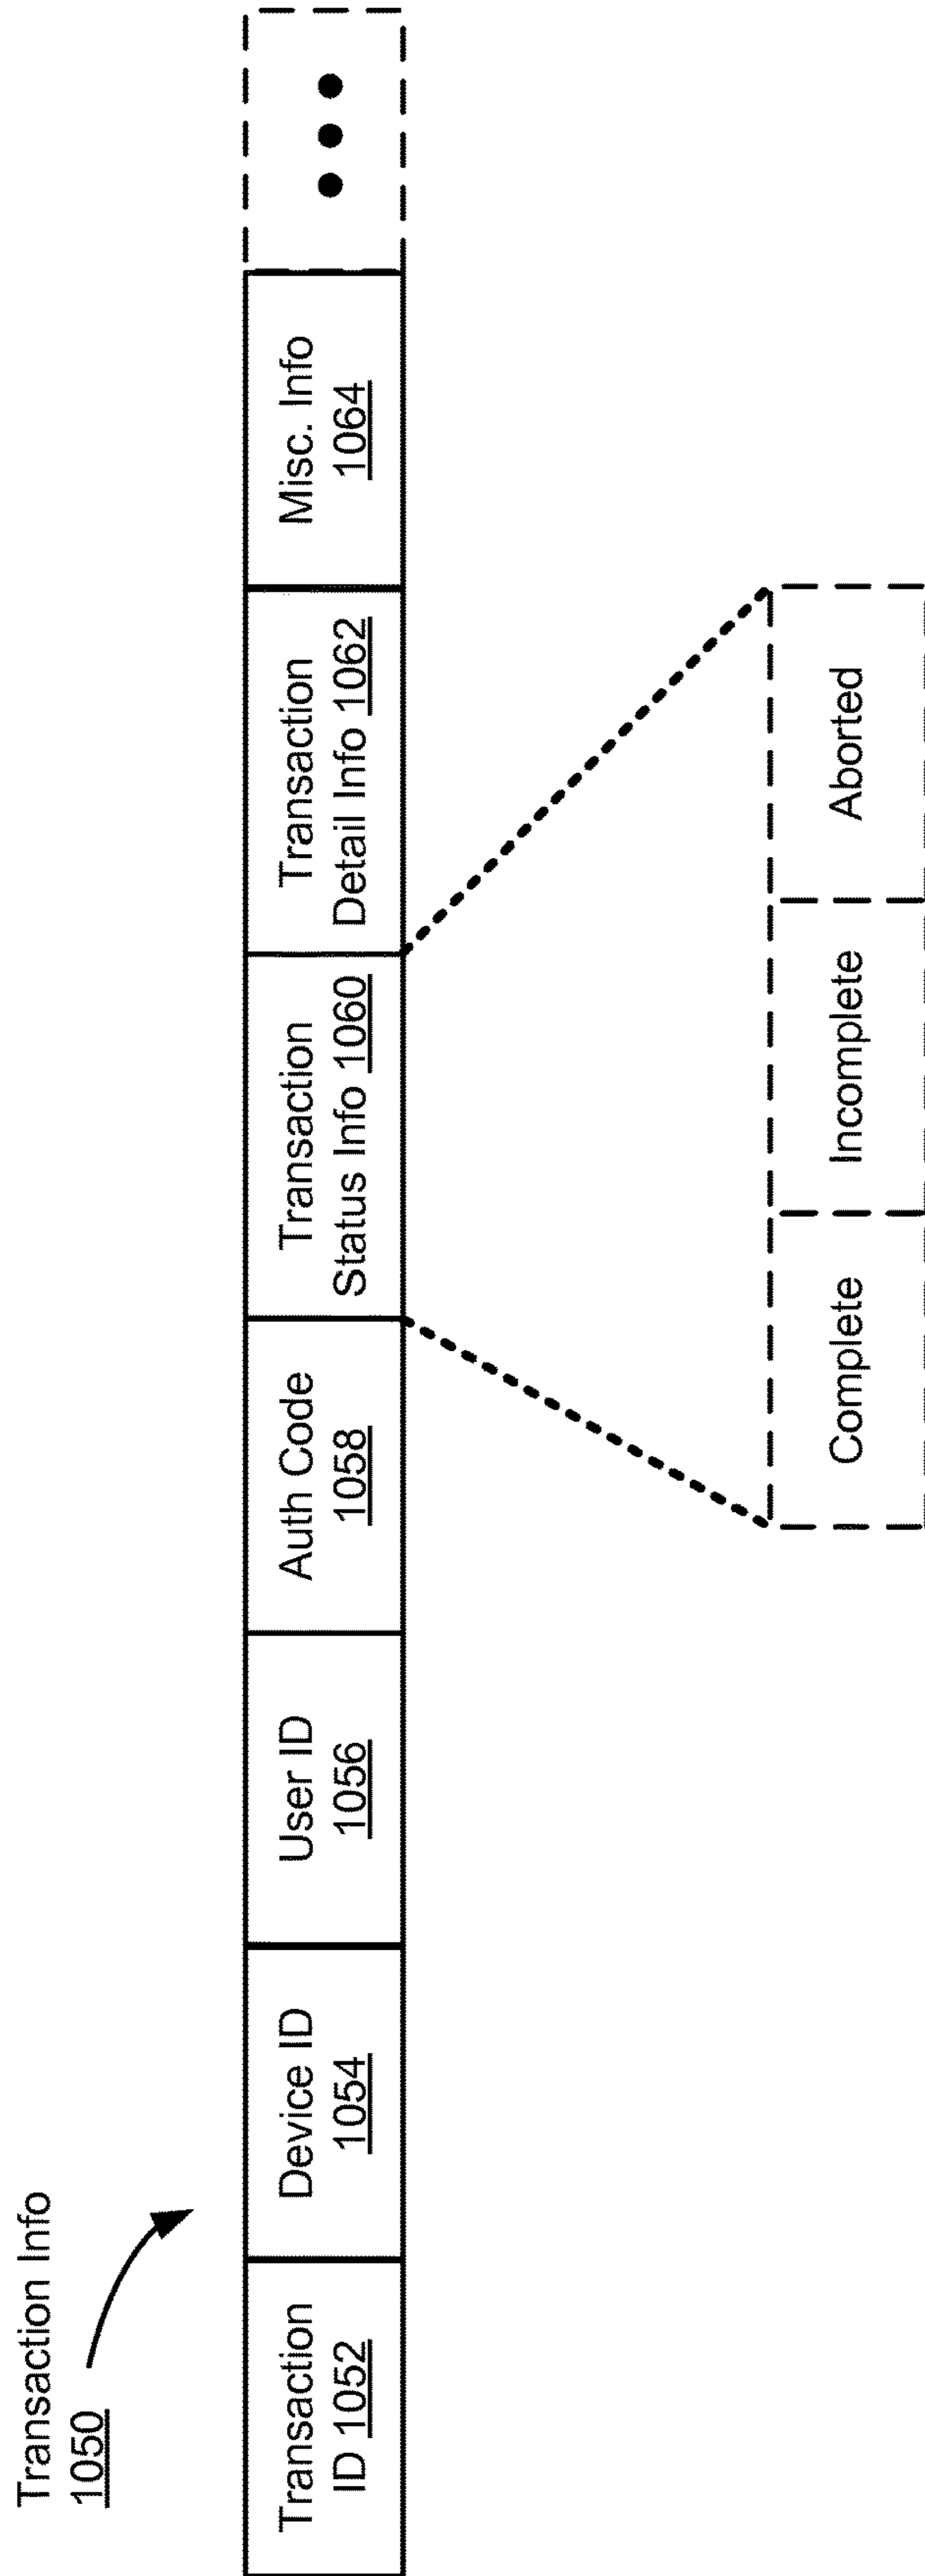 Transaction Info
1050
Transaction
ID 1052
Device ID
1054
User ID
1056
Auth Code
1058
Transaction
Status Info 1060
Transaction
Detail Info 1062
Misc. Info
1064
Complete
Incomplete
Aborted